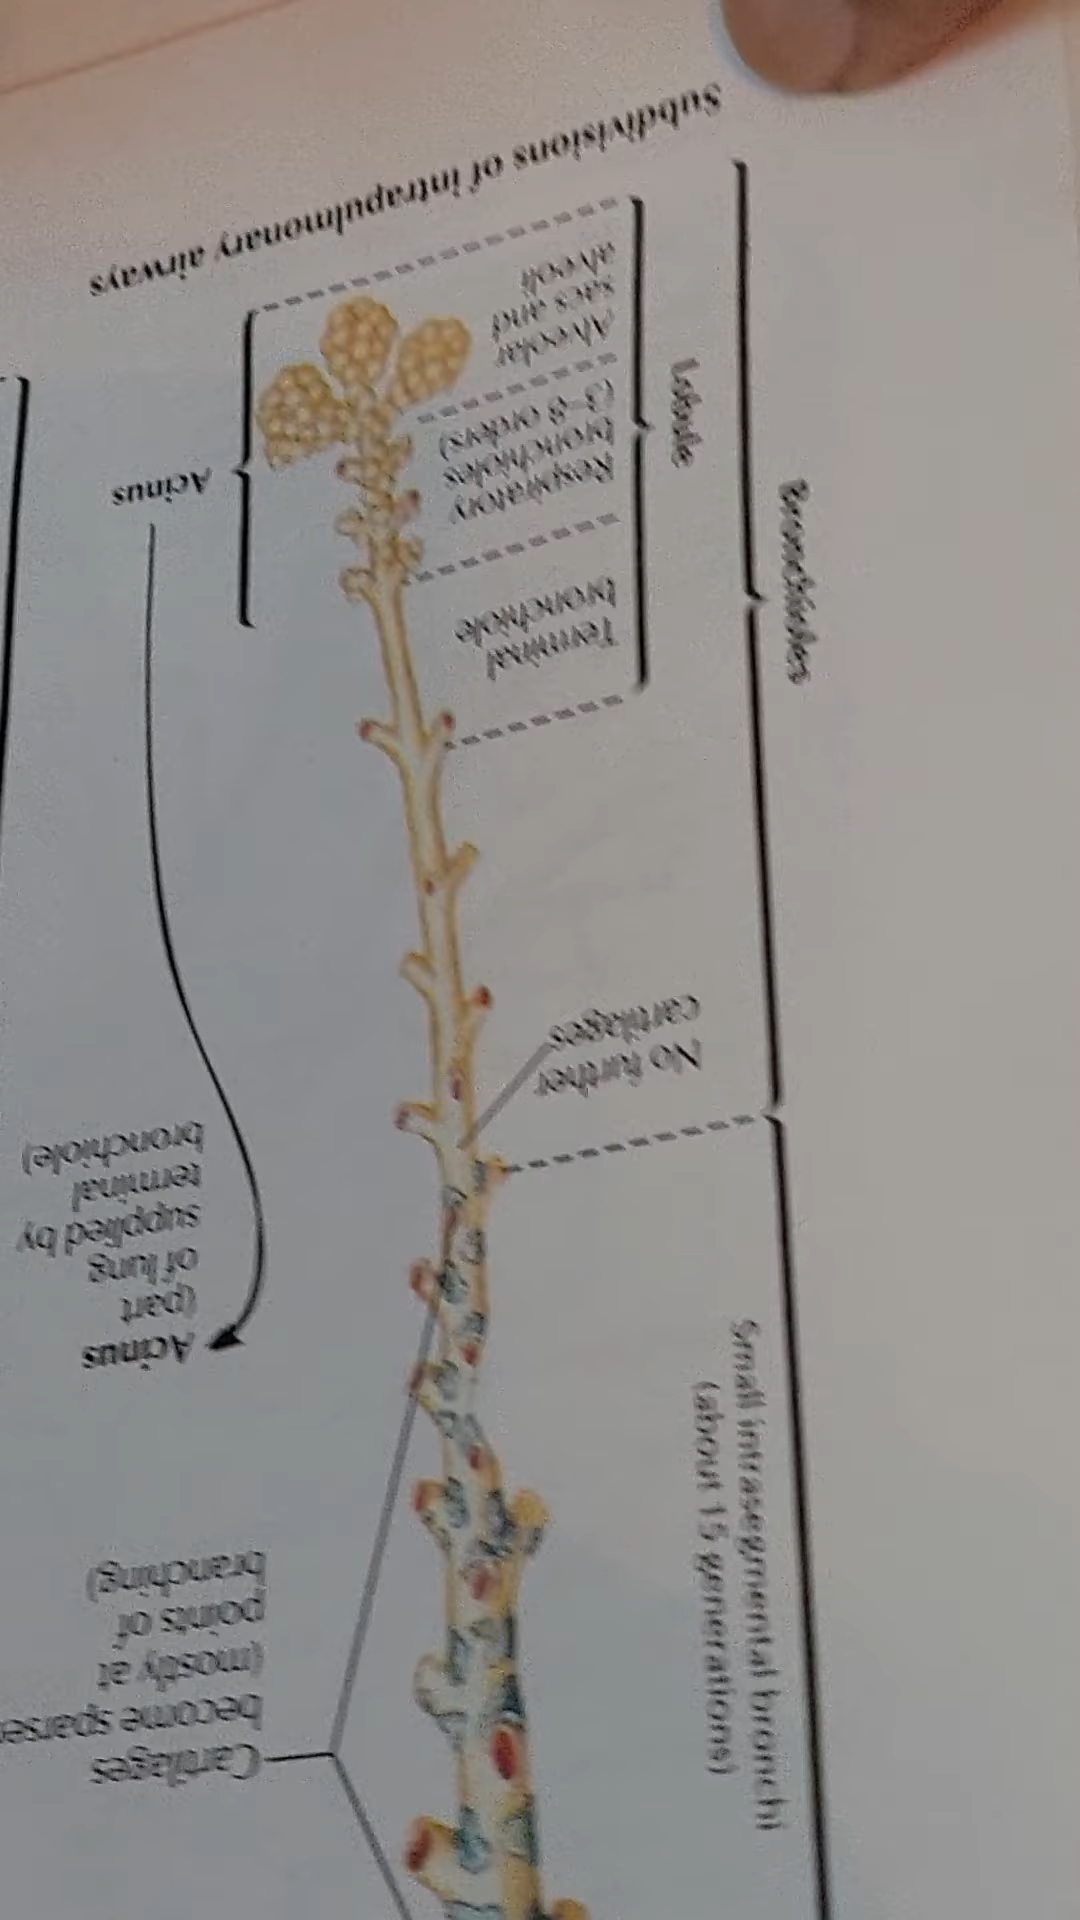 Cartilages
become
(mostly at
points of
branching)
Small intrasegmental bronchi
(about 15 generations)
Acinus
(part
of lung
supplied by
terminal
bronchiole)
No further
cartilages
Bronchioles
Terminal
bronchiole
Lobule
Acinus
Respiratory
bronchioles
(3–8 orders)
Alveolar
sacs and
alveoli
Subdivisions of intrapulmonary airways